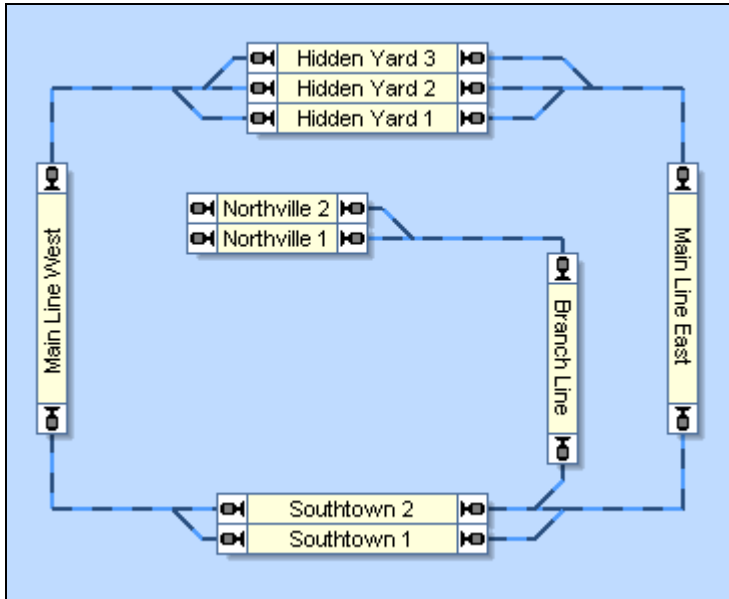 Hidden Yard 3
Hidden Yard 2
Hidden Yard 1
Northville 2
Northville 1
Main Line West
Branch Line
Main Line East
Southtown 2
Southtown 1